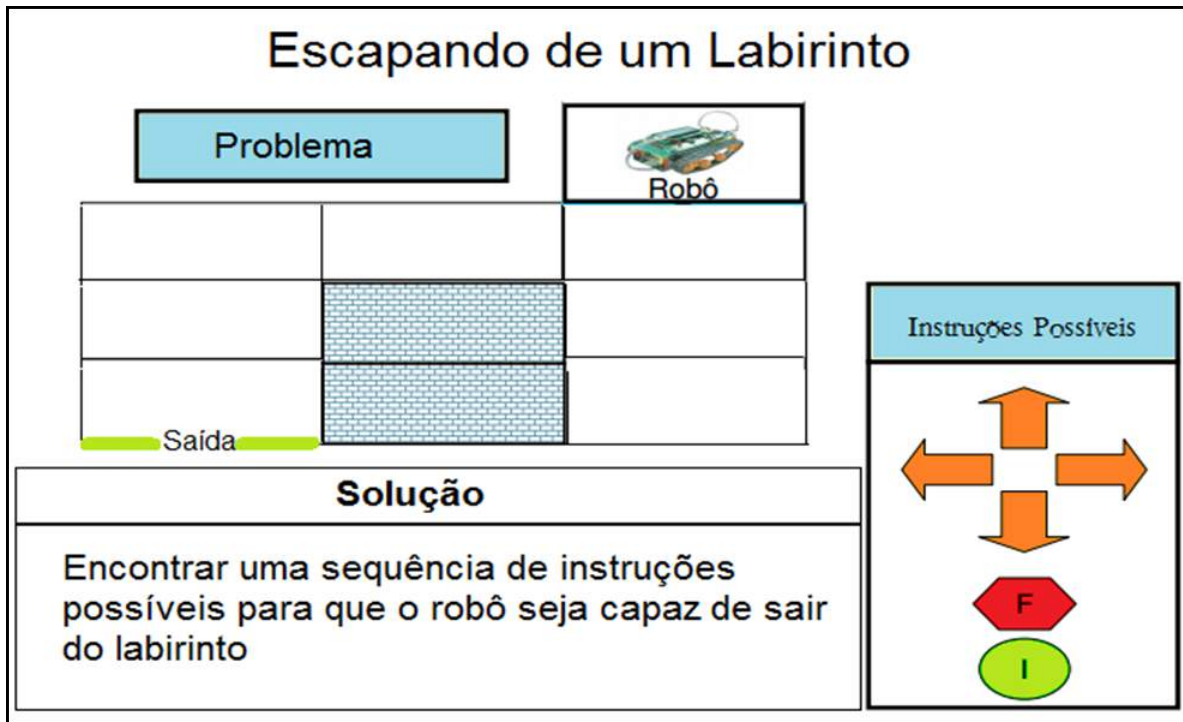 Escapando de um Labirinto
Problema
Robô
Saída
Instruções Possíveis
F
I
Solução
Encontrar uma sequência de instruções
possíveis para que o robô seja capaz de sair
do labirinto